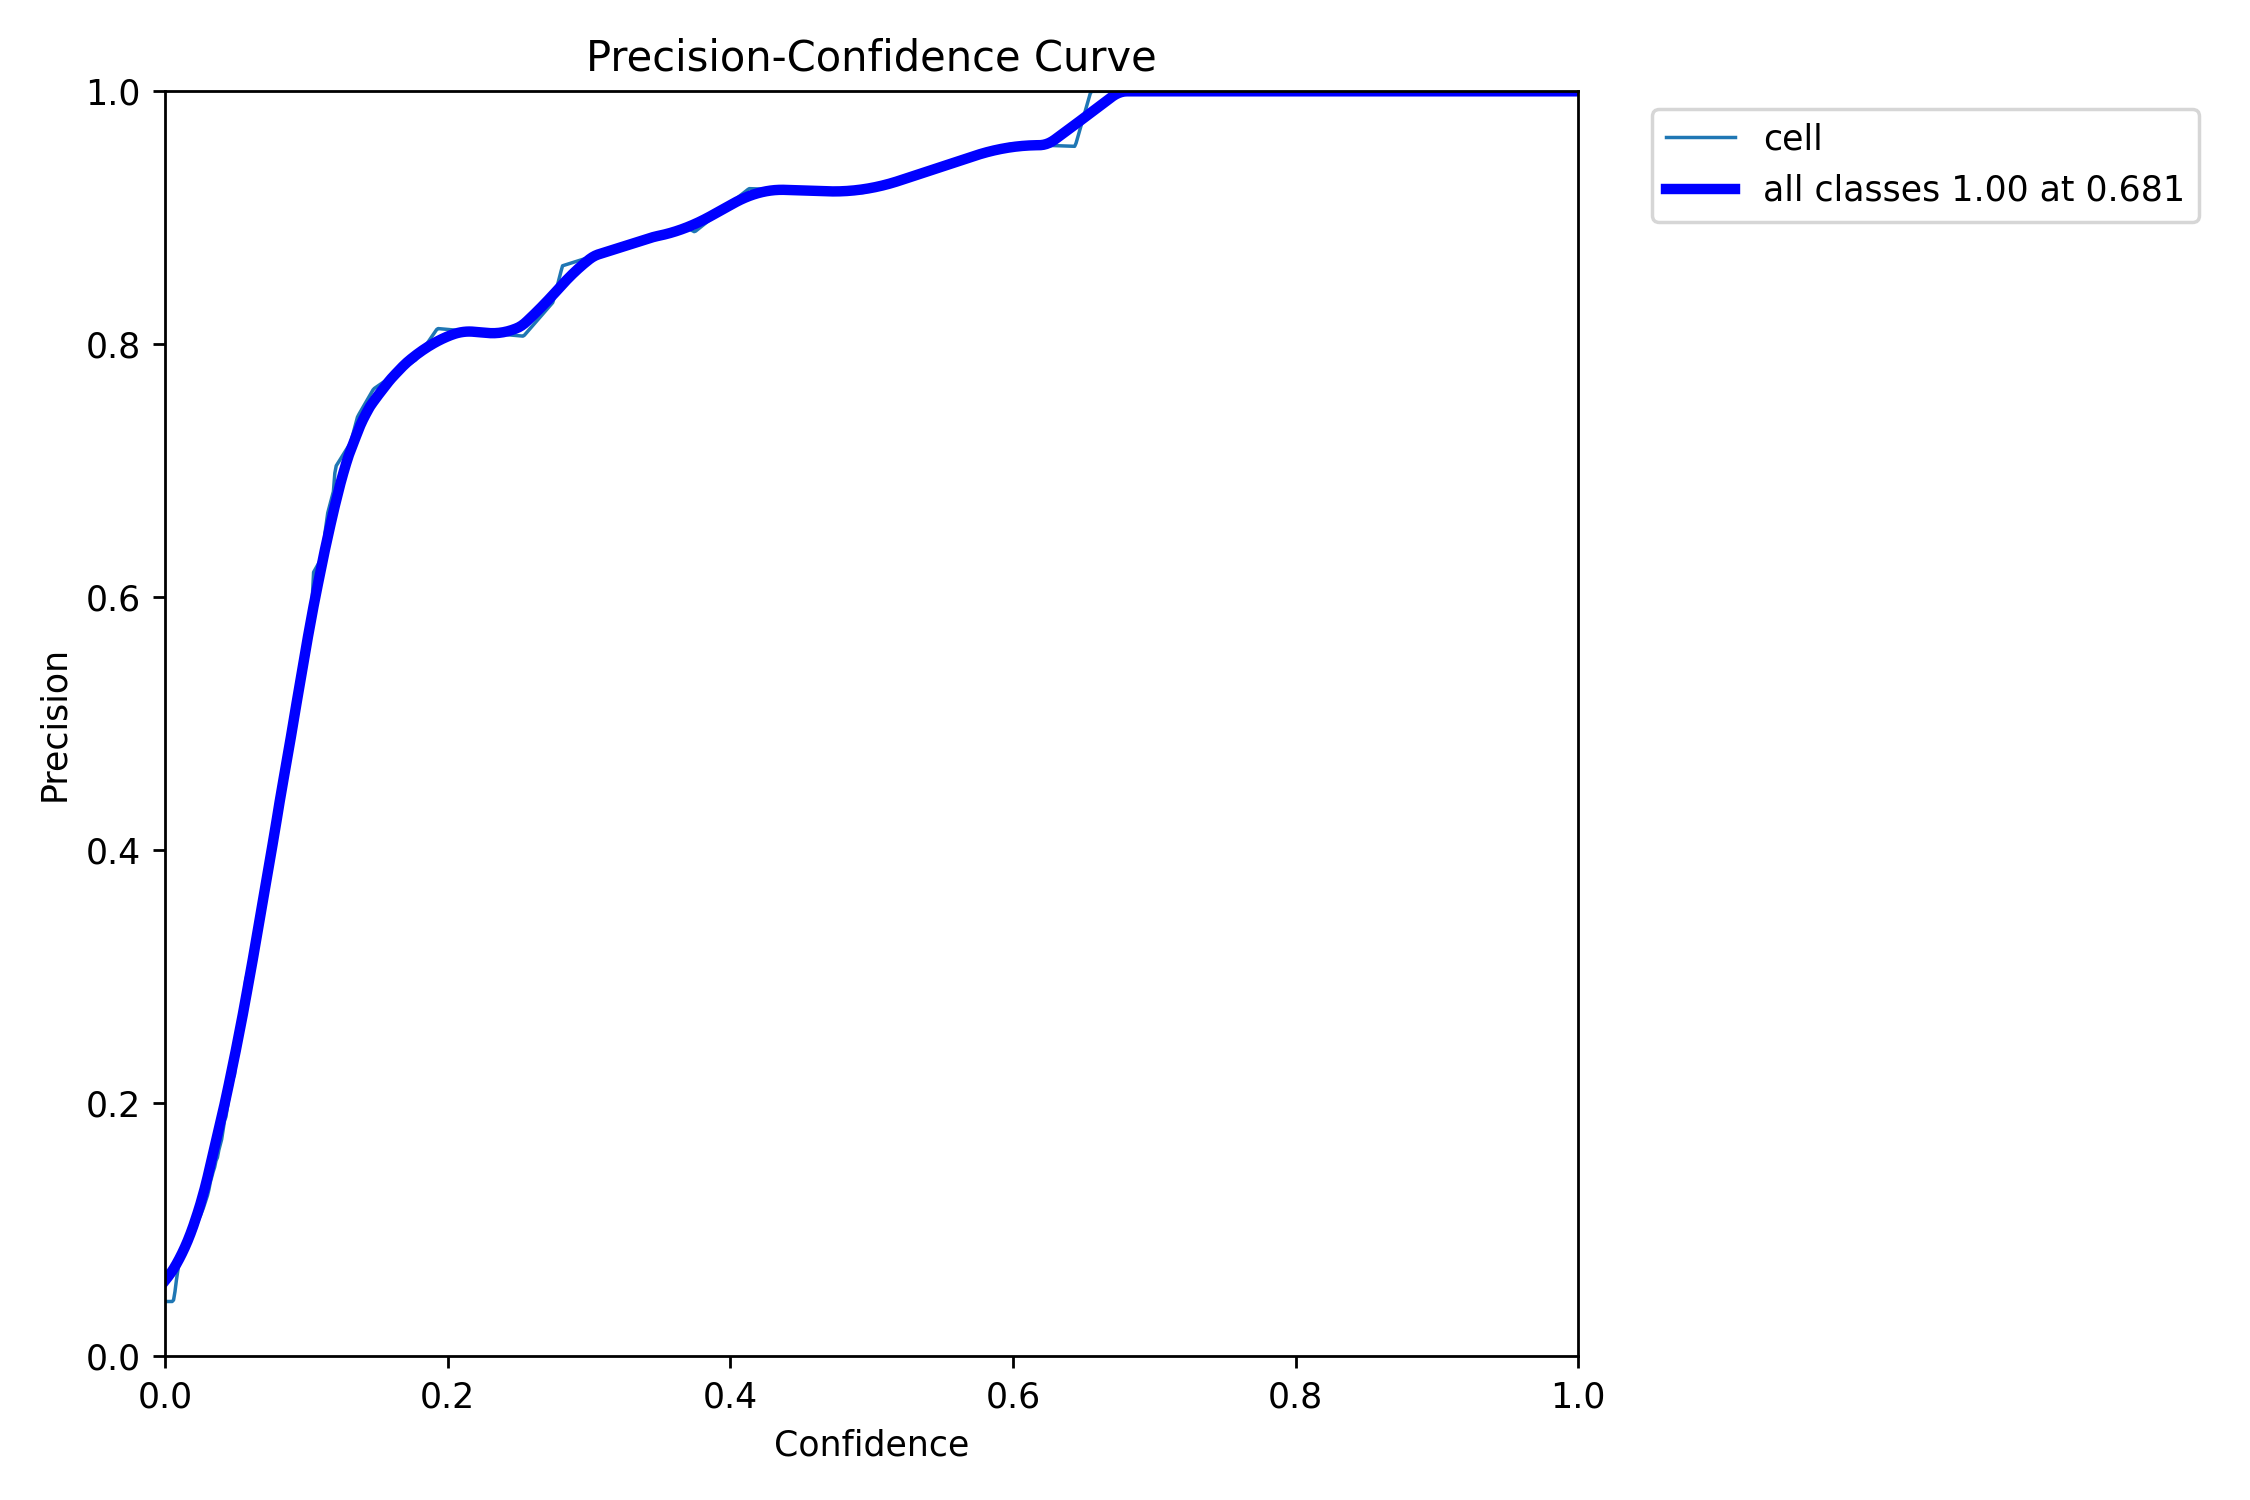 Precision-Confidence Curve
1.0
0.8
0.6
0.4
0.2
0.0
Precision
0.0 0.2 0.4 0.6 0.8 1.0
Confidence
cell
all classes 1.00 at 0.681